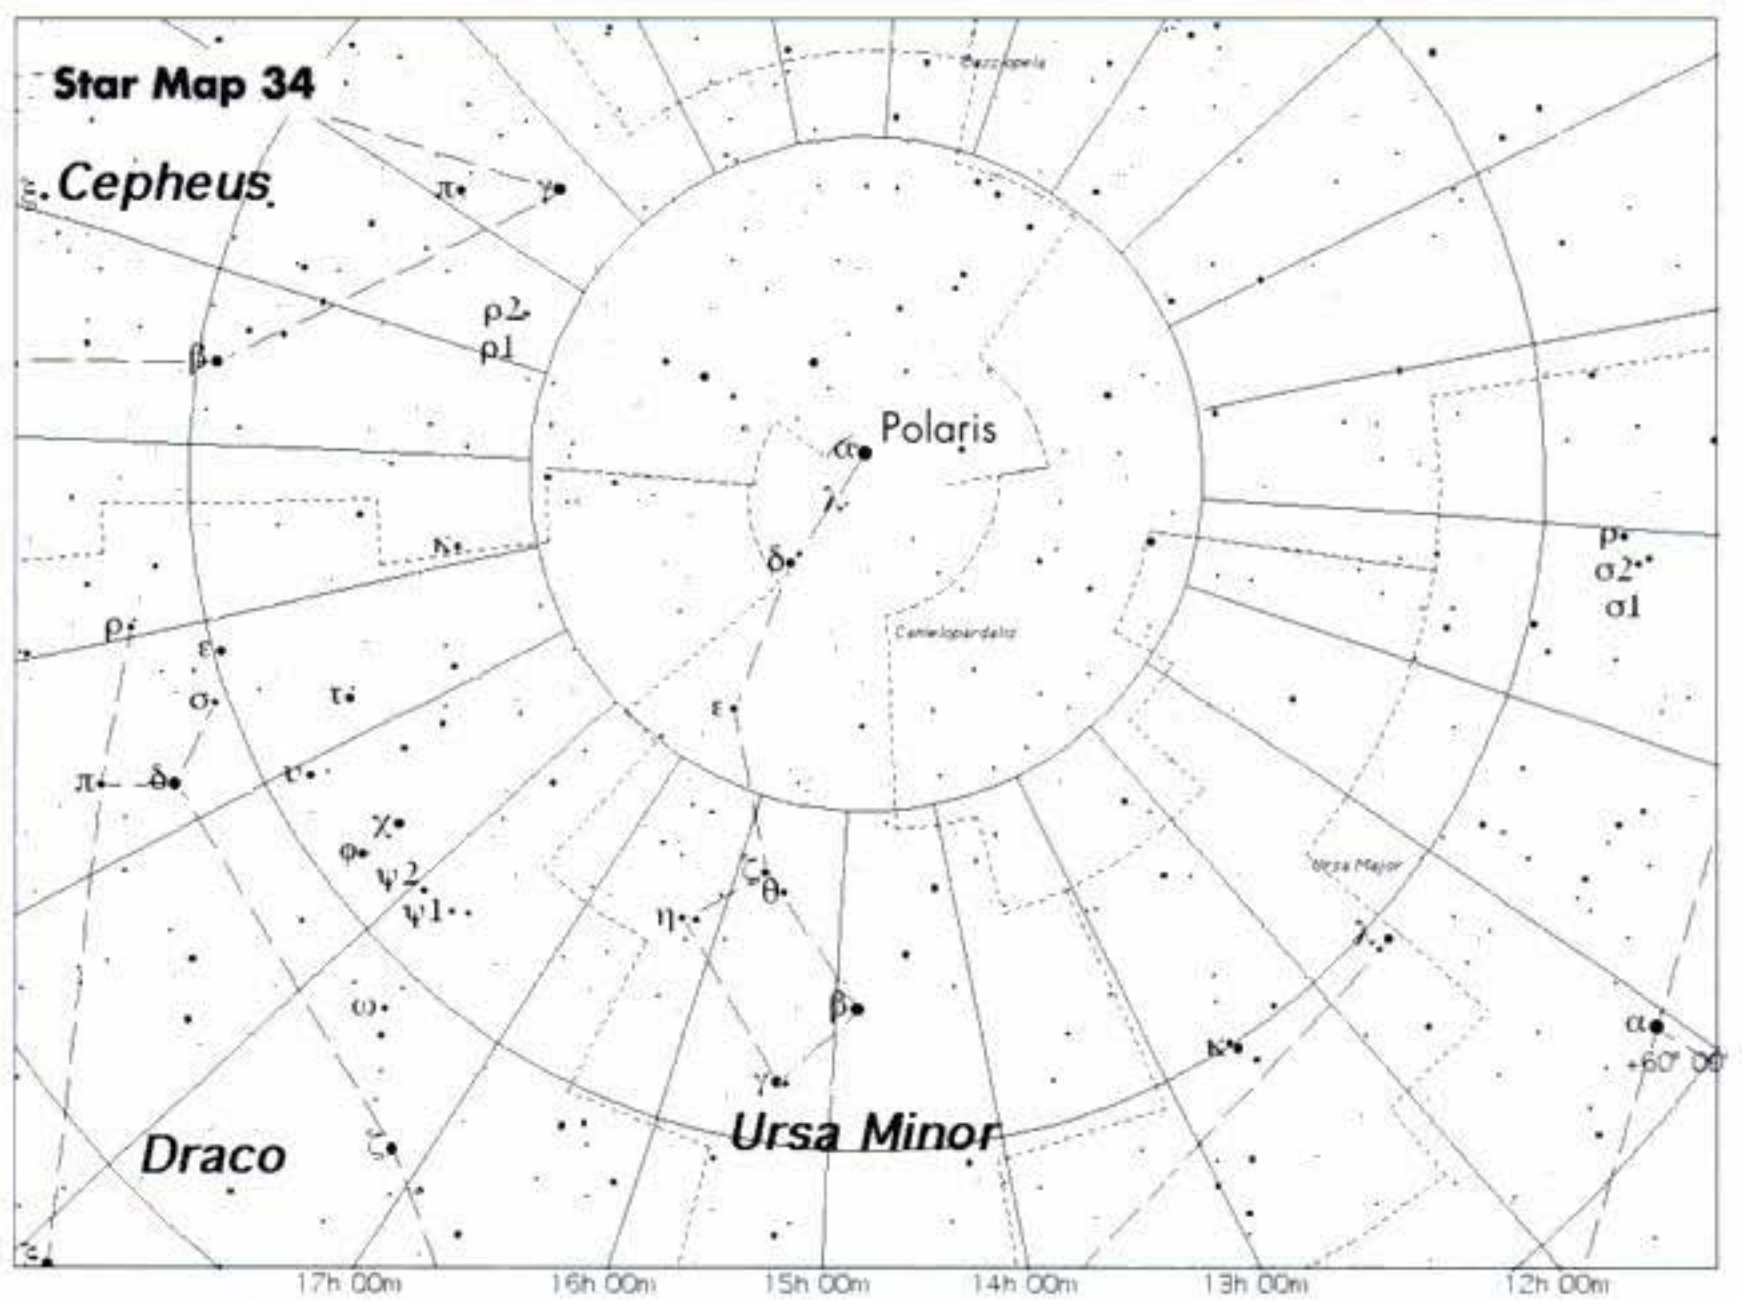 Cassiopeia
Star Map 34
ξ
Cepheus
π
γ
ρ2
ρ1
β
Polaris
α
λ
κ
δ
ρ
σ2
σ1
ρ
Camelopardalis
ε
σ
τ
ε
π
δ
υ
χ
φ
ψ2
ζ
Ursa Major
θ
ψ1
η
λ
ω
β
α
κ
+60° 00'
γ
Ursa Minor
Draco
ζ
ξ
17h 00m 16h 00m 15h 00m 14h 00m 13h 00m 12h 00m